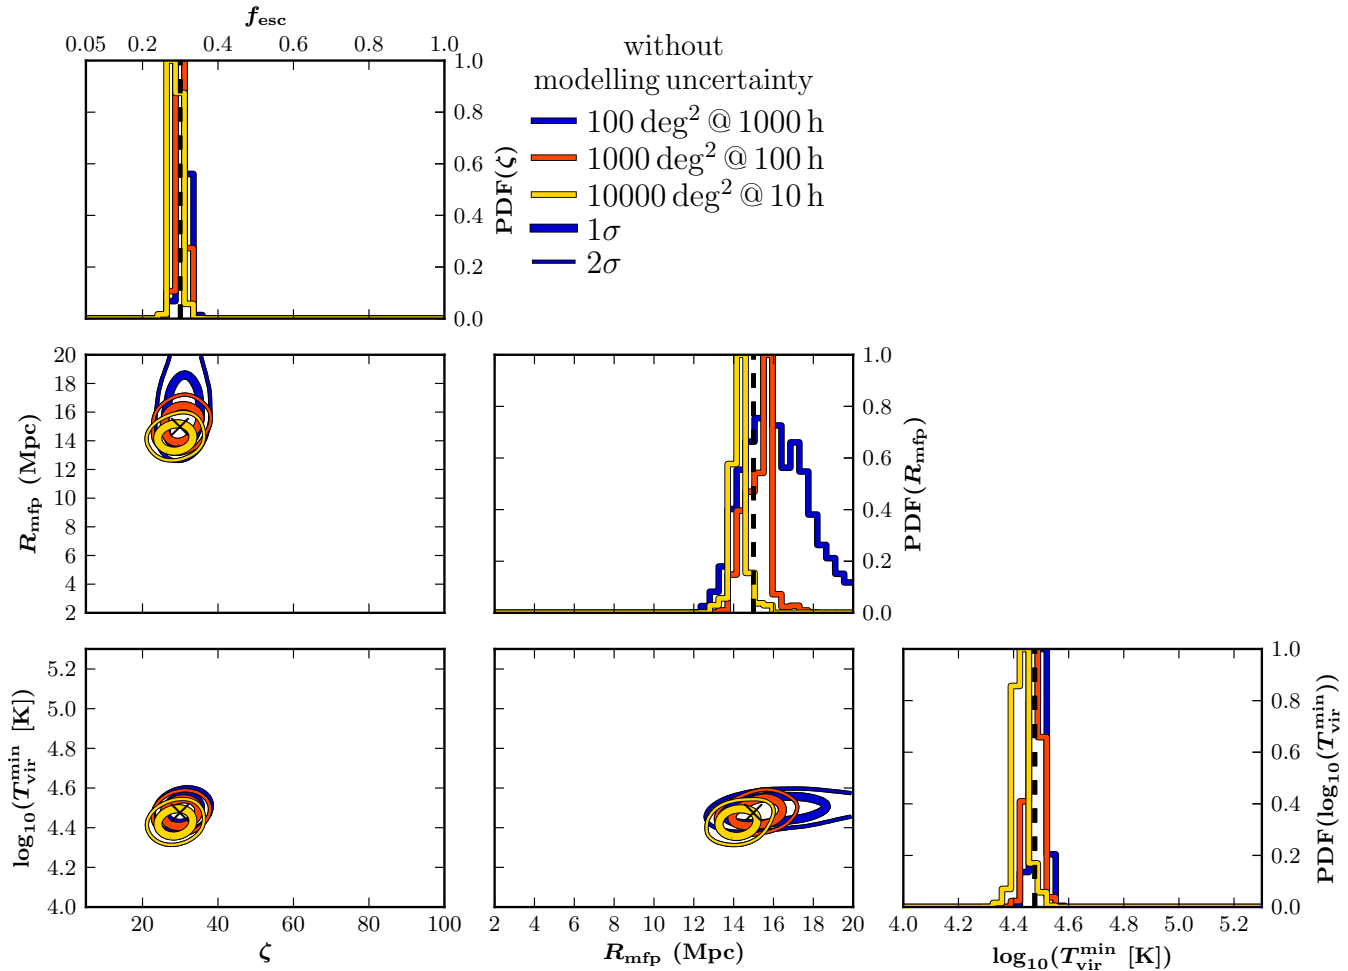 f_esc
0.05 0.2 0.4 0.6 0.8 1.0
without
modelling uncertainty
100 deg² @ 1000 h
1000 deg² @ 100 h
10000 deg² @ 10 h
1σ
2σ
1.0
0.8
0.6
0.4
0.2
0.0
PDF(ζ)
20
18
16
14
12
10
8
6
4
2
R_mfp (Mpc)
1.0
0.8
0.6
0.4
0.2
0.0
PDF(R_mfp)
5.2
5.0
4.8
4.6
4.4
4.2
4.0
log₁₀(T_vir^min [K])
20 40 60 80 100
ζ
2 4 6 8 10 12 14 16 18 20
R_mfp (Mpc)
1.0
0.8
0.6
0.4
0.2
0.0
PDF(log₁₀(T_vir^min))
4.0 4.2 4.4 4.6 4.8 5.0 5.2
log₁₀(T_vir^min [K])